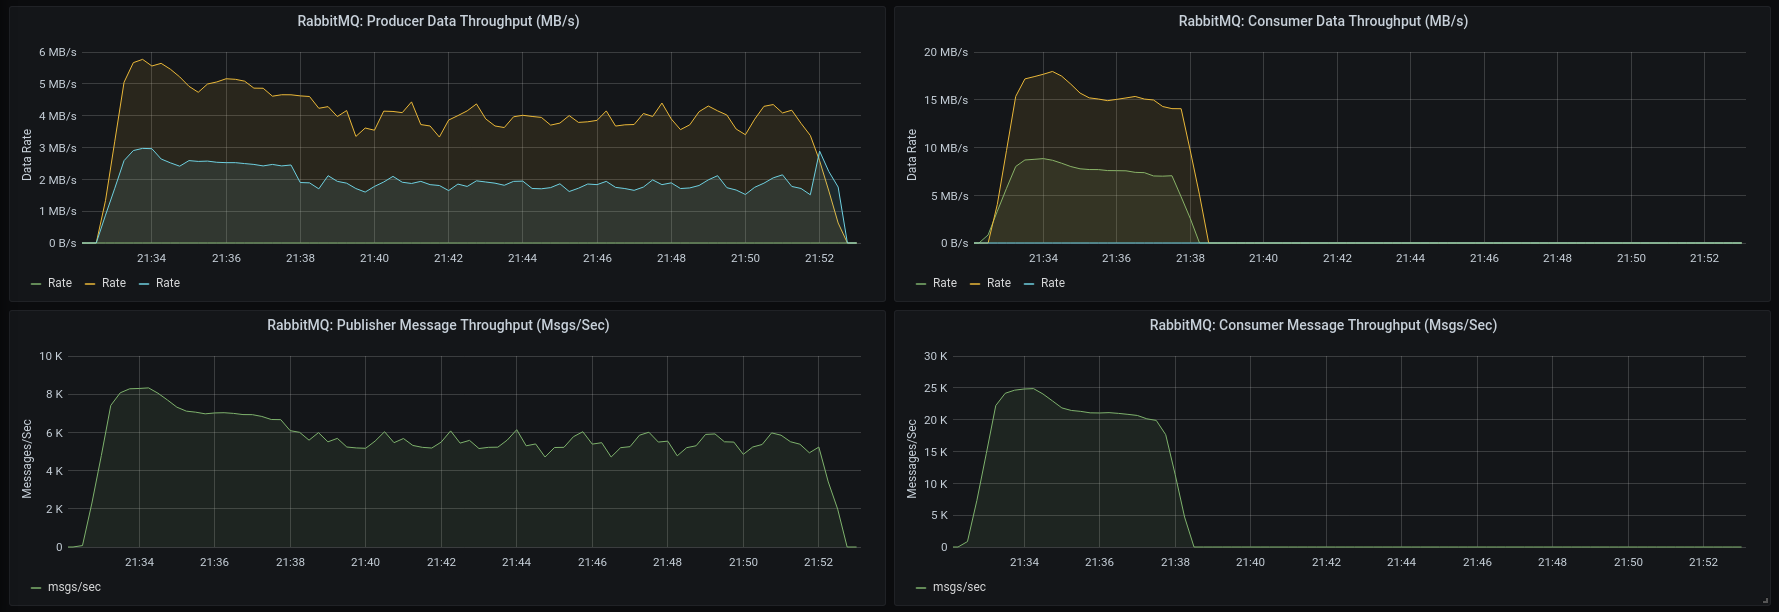 RabbitMQ: Producer Data Throughput (MB/s)
6 MB/s
5 MB/s
4 MB/s
3 MB/s
2 MB/s
1 MB/s
0 B/s
Data Rate
21:34 21:36 21:38 21:40 21:42 21:44 21:46 21:48 21:50 21:52
Rate Rate Rate
RabbitMQ: Consumer Data Throughput (MB/s)
20 MB/s
15 MB/s
10 MB/s
5 MB/s
0 B/s
Data Rate
21:34 21:36 21:38 21:40 21:42 21:44 21:46 21:48 21:50 21:52
Rate Rate Rate
RabbitMQ: Publisher Message Throughput (Msgs/Sec)
10 K
8 K
6 K
4 K
2 K
0
Messages/Sec
21:34 21:36 21:38 21:40 21:42 21:44 21:46 21:48 21:50 21:52
msgs/sec
RabbitMQ: Consumer Message Throughput (Msgs/Sec)
30 K
25 K
20 K
15 K
10 K
5 K
0
Messages/Sec
21:34 21:36 21:38 21:40 21:42 21:44 21:46 21:48 21:50 21:52
msgs/sec